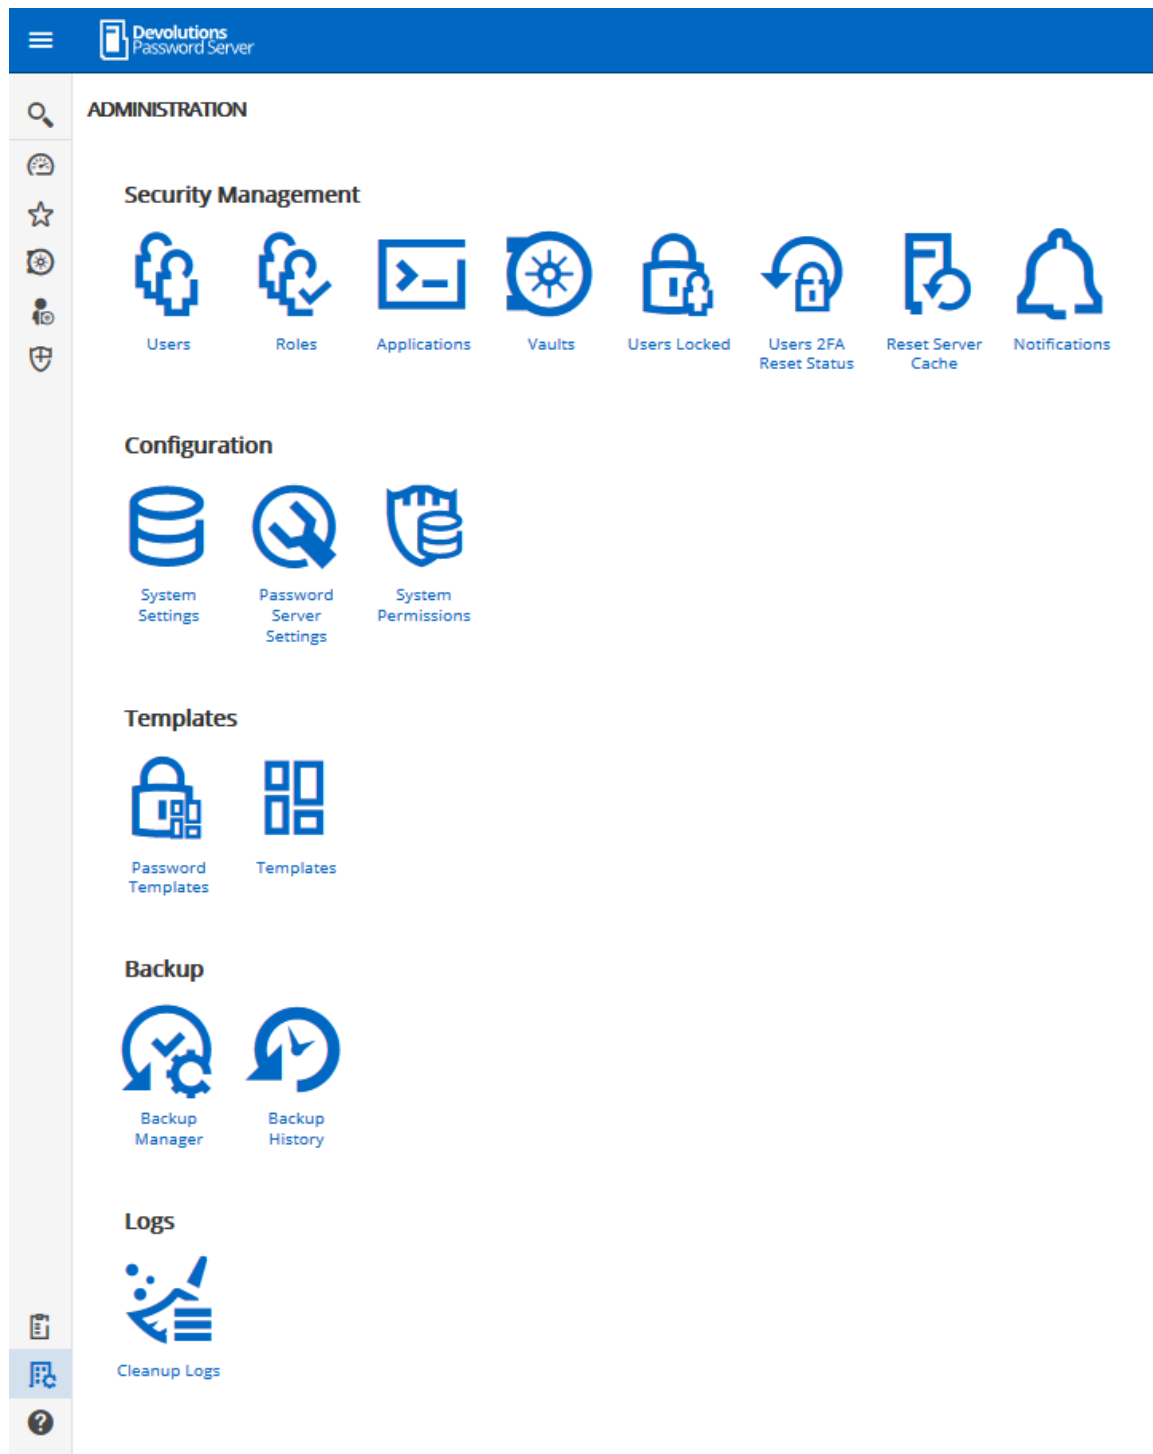 Devolutions
Password Server
ADMINISTRATION
Security Management
Users
Roles
Applications
Vaults
Users Locked
Users 2FA
Reset Status
Reset Server
Cache
Notifications
Configuration
System
Settings
Password
Server
Settings
System
Permissions
Templates
Password
Templates
Templates
Backup
Backup
Manager
Backup
History
Logs
Cleanup Logs